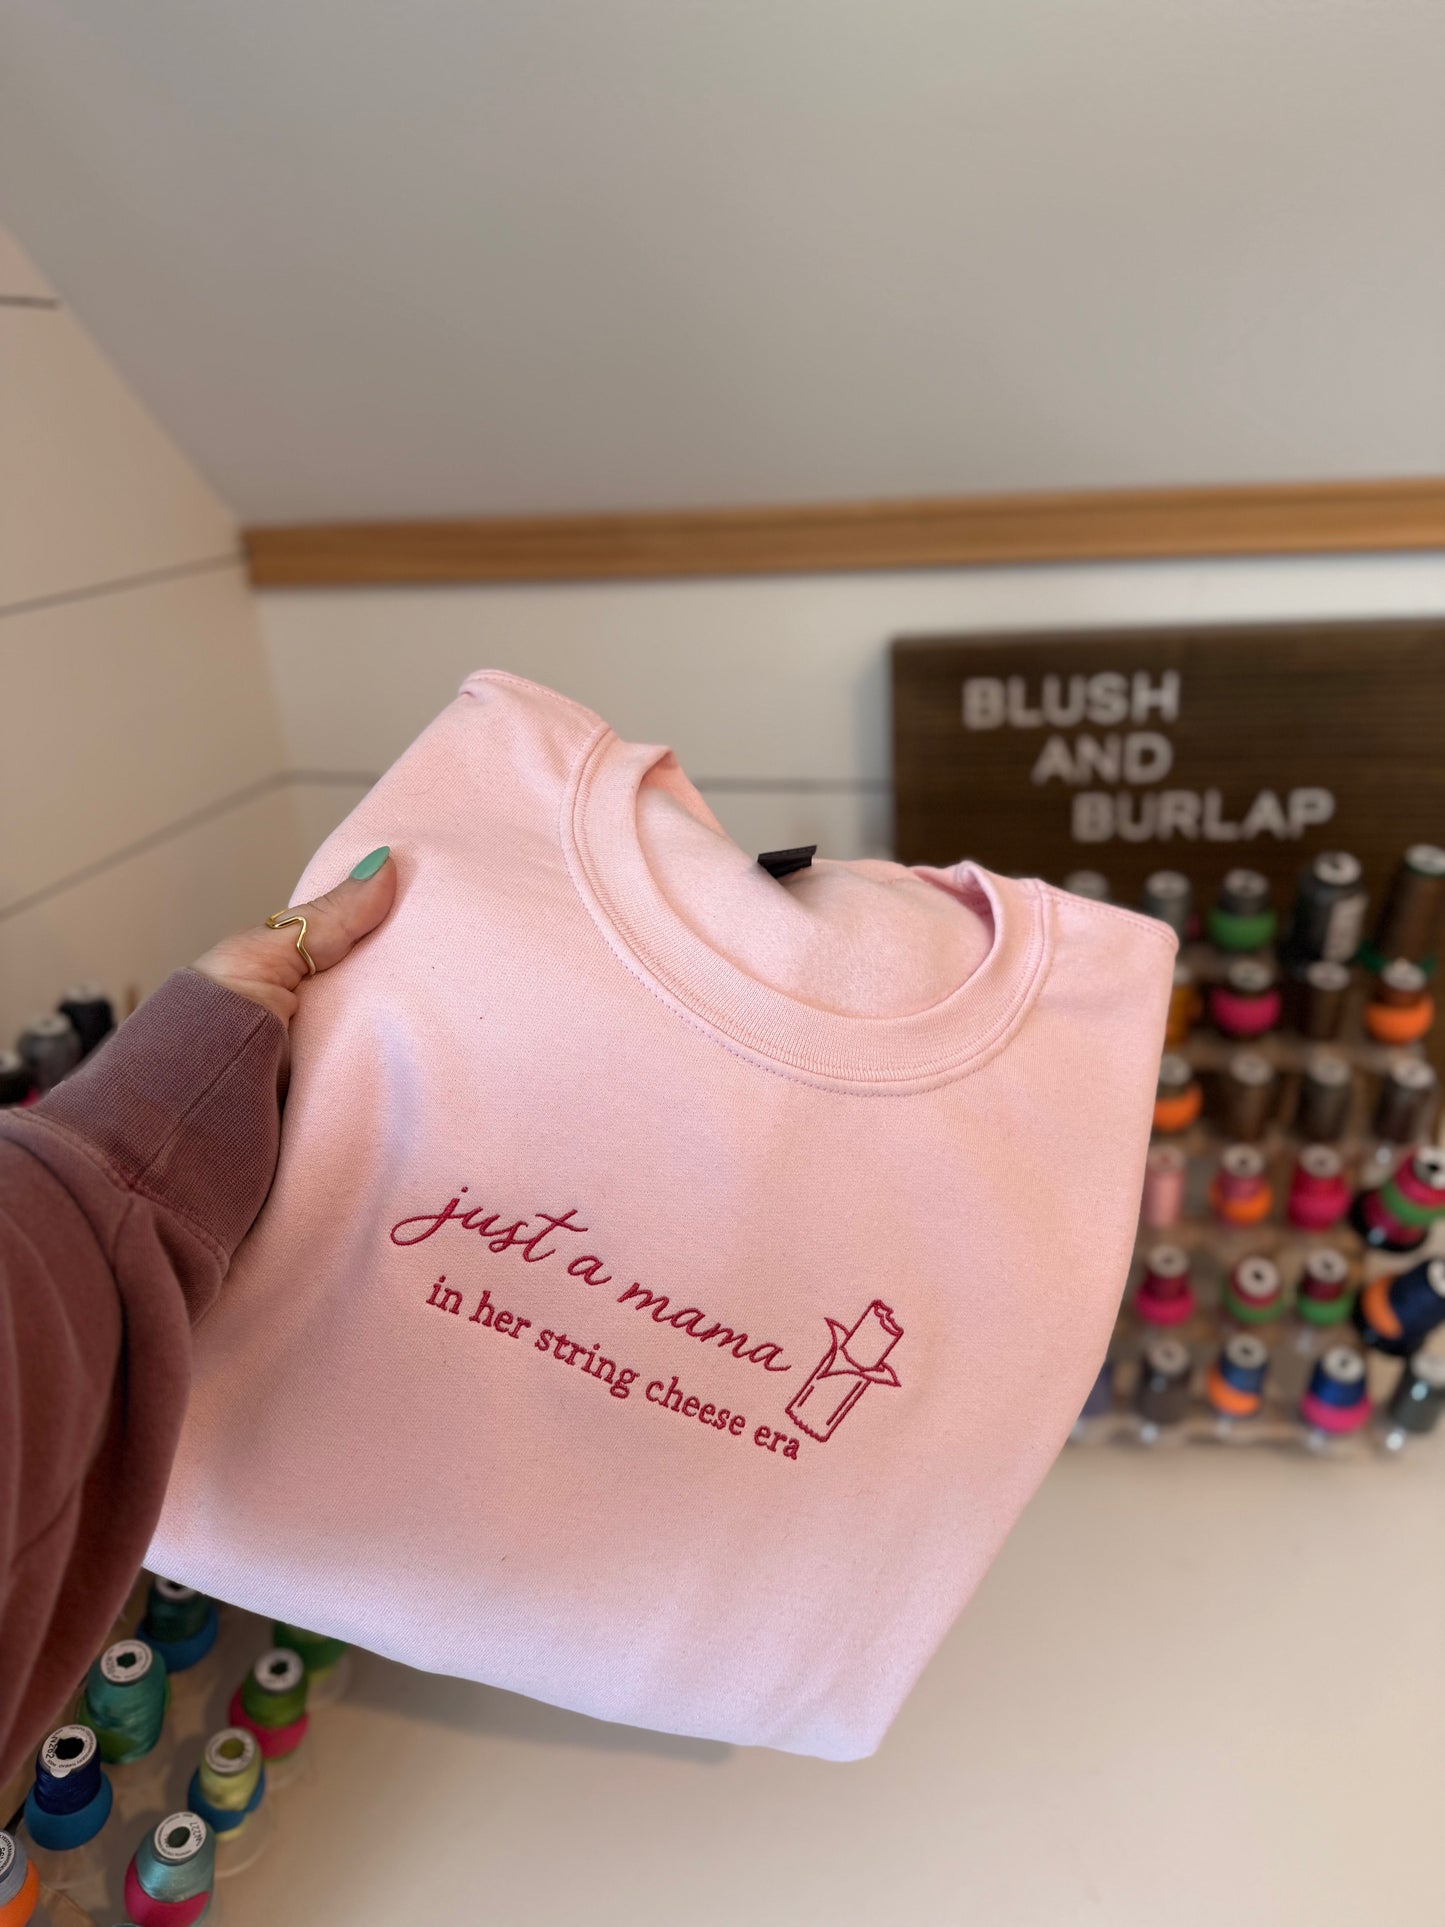 BLUSH
AND
BURLAP
just a mama
in her string cheese era